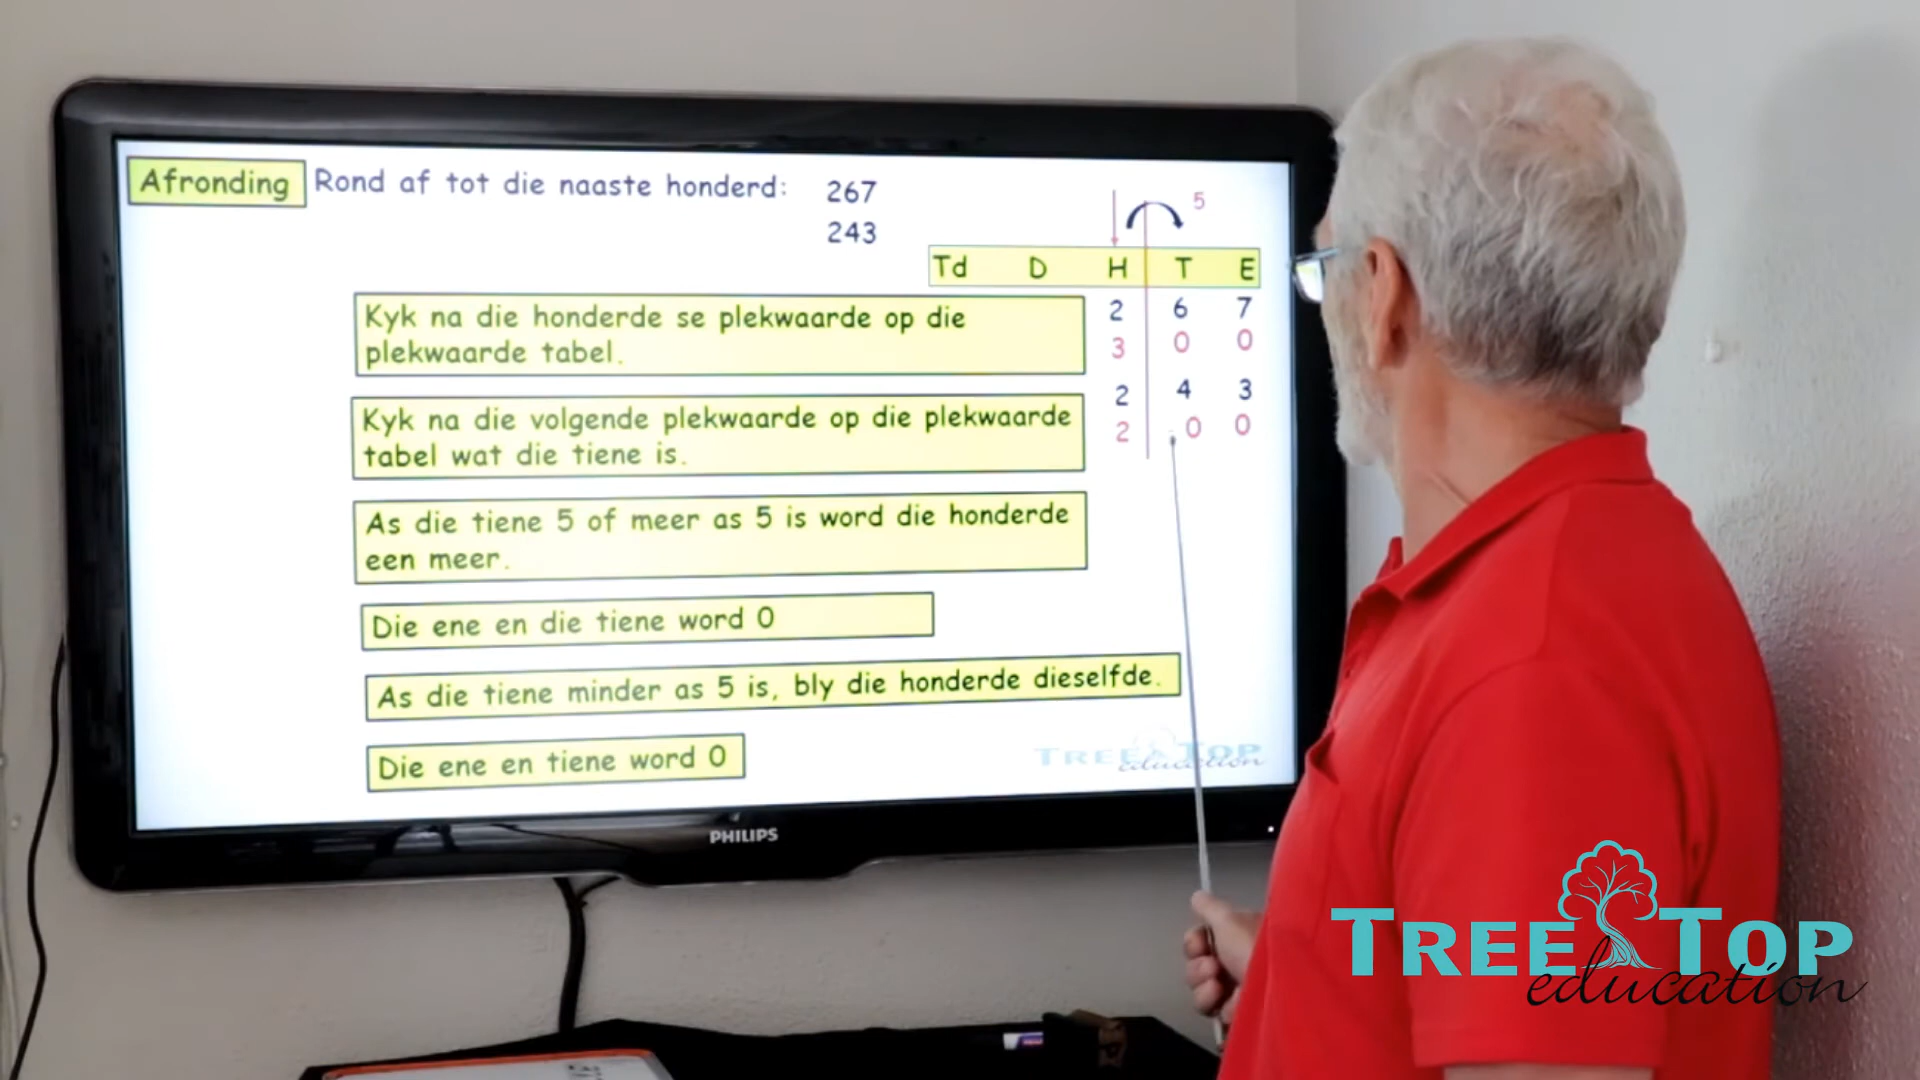 Afronding Rond af tot die naaste honderd: 267
243
5
Td D H T E
2 6 7
3 0 0
2 4 3
2 0 0
Kyk na die honderde se plekwaarde op die
plekwaarde tabel.
Kyk na die volgende plekwaarde op die plekwaarde
tabel wat die tiene is.
As die tiene 5 of meer as 5 is word die honderde
een meer.
Die ene en die tiene word 0
As die tiene minder as 5 is, bly die honderde dieselfde.
Die ene en tiene word 0
TREE TOP
education
PHILIPS
TREE TOP
education